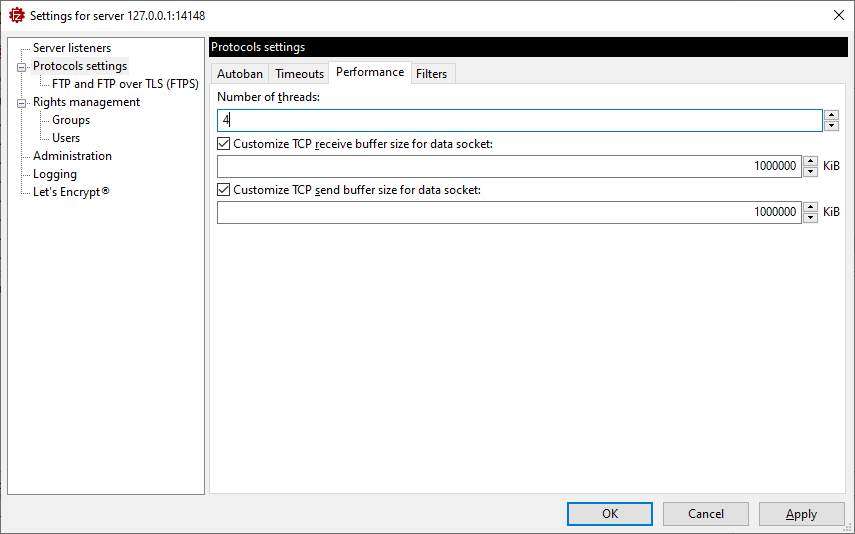 Settings for server 127.0.0.1:14148
Server listeners
Protocols settings
FTP and FTP over TLS (FTPS)
Rights management
Groups
Users
Administration
Logging
Let's Encrypt®
Protocols settings
Autoban Timeouts Performance Filters
Number of threads:
4
Customize TCP receive buffer size for data socket:
1000000 KiB
Customize TCP send buffer size for data socket:
1000000 KiB
OK Cancel Apply